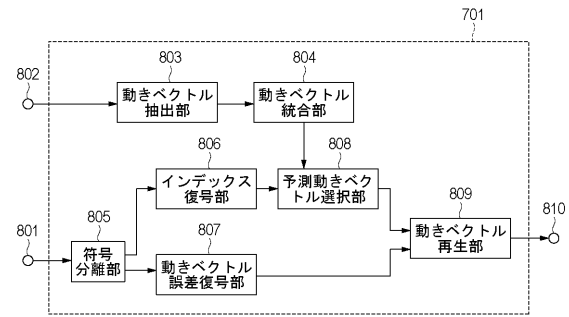 701
802
803
動きベクトル
抽出部
804
動きベクトル
統合部
806
インデックス
復号部
808
予測動きベク
トル選択部
801
805
符号
分離部
807
動きベクトル
誤差復号部
809
動きベクトル
再生部
810